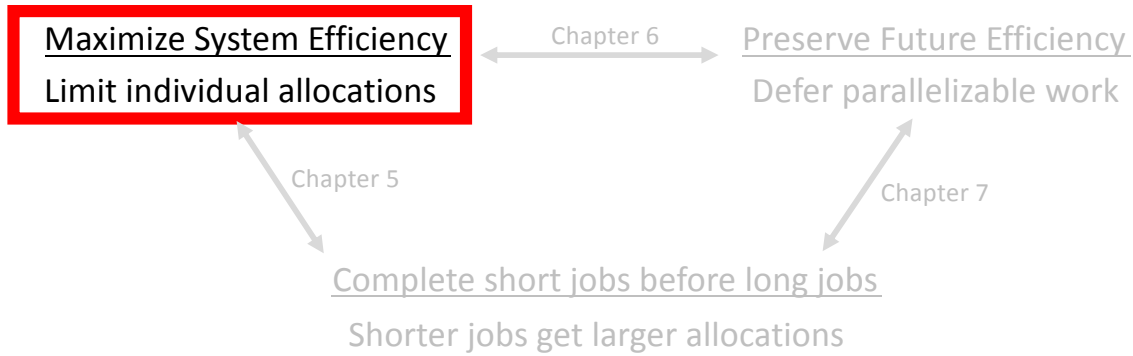 Maximize System Efficiency
Limit individual allocations
Chapter 6
Preserve Future Efficiency
Defer parallelizable work
Chapter 5
Chapter 7
Complete short jobs before long jobs
Shorter jobs get larger allocations